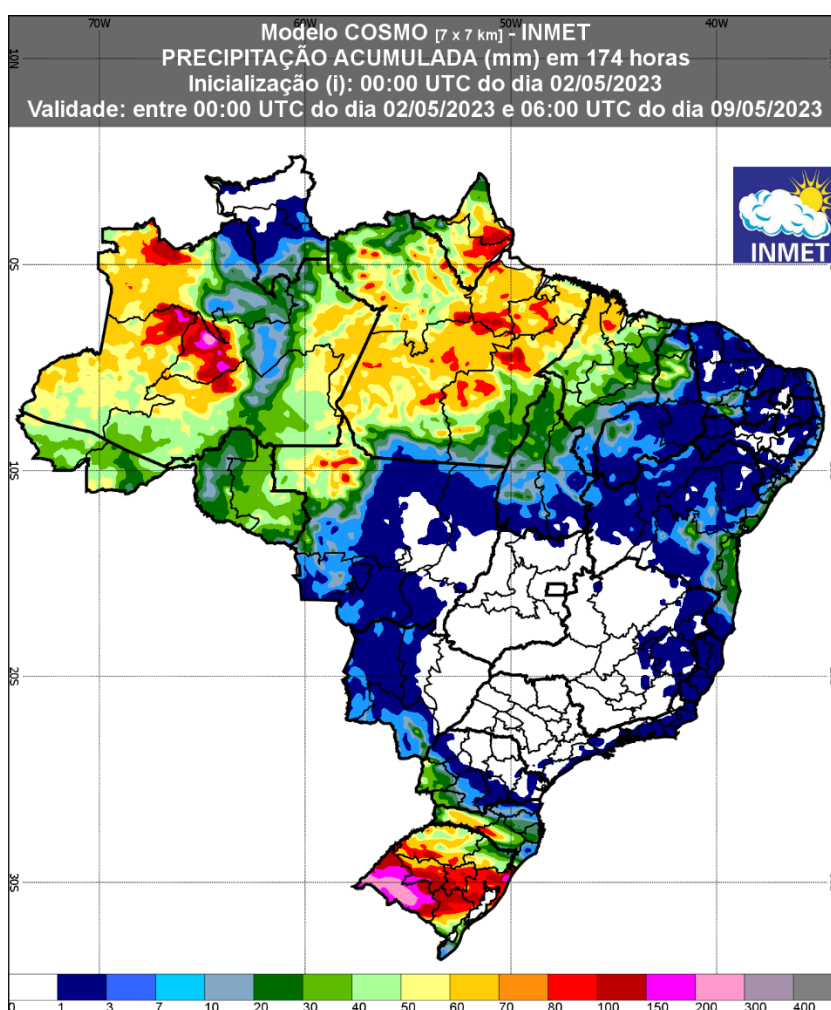 70W 60W 50W 40W
Modelo COSMO [7 x 7 km] - INMET
PRECIPITAÇÃO ACUMULADA (mm) em 174 horas
Inicialização (i): 00:00 UTC do dia 02/05/2023
Validade: entre 00:00 UTC do dia 02/05/2023 e 06:00 UTC do dia 09/05/2023
10N
INMET
0S
10S
20S
30S
0 1 3 7 10 20 30 40 50 60 70 80 100 150 200 300 400